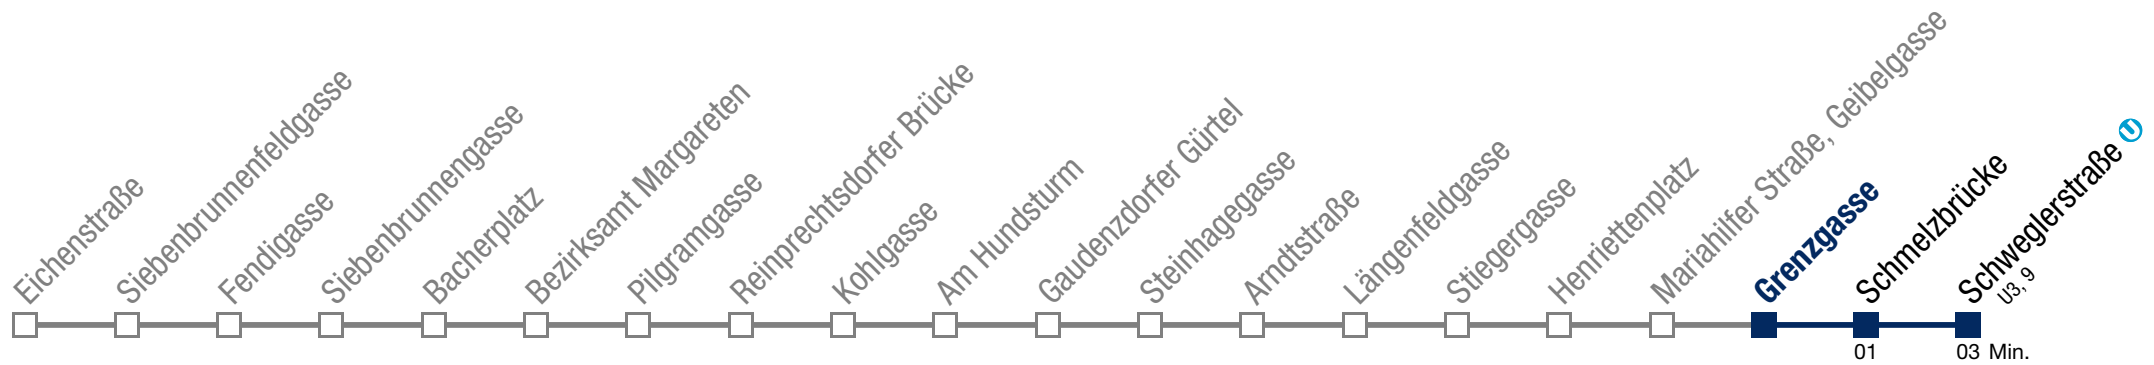 Eichenstraße
Siebenbrunnenfeldgasse
Fendigasse
Siebenbrunnengasse
Bacherplatz
Bezirksamt Margareten
Pilgramgasse
Reinprechtsdorfer Brücke
Kohlgasse
Am Hundsturm
Gaudenzdorfer Gürtel
Steinhagegasse
Arndtstraße
Längenfeldgasse
Stiegergasse
Henriettenplatz
Mariahilfer Straße, Geibelgasse
Grenzgasse
Schmelzbrücke
Schweglerstraße U
U3, 9
01
03 Min.